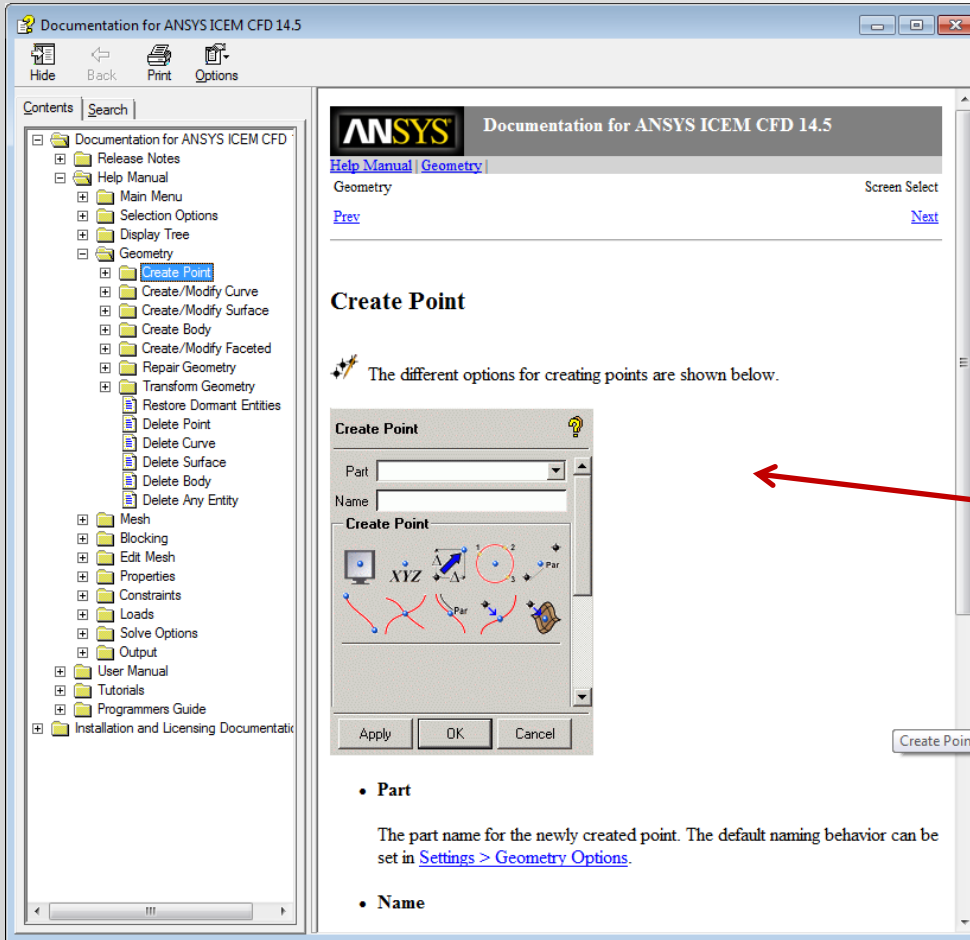 Documentation for ANSYS ICEM CFD 14.5
Hide Back Print Options
Contents Search
Documentation for ANSYS ICEM CFD
Release Notes
Help Manual
Main Menu
Selection Options
Display Tree
Geometry
Create Point
Create/Modify Curve
Create/Modify Surface
Create Body
Create/Modify Faceted
Repair Geometry
Transform Geometry
Restore Dormant Entities
Delete Point
Delete Curve
Delete Surface
Delete Body
Delete Any Entity
Mesh
Blocking
Edit Mesh
Properties
Constraints
Loads
Solve Options
Output
User Manual
Tutorials
Programmers Guide
Installation and Licensing Documentatio
ANSYS Documentation for ANSYS ICEM CFD 14.5
Help Manual | Geometry |
Geometry Screen Select
Prev Next
Create Point
The different options for creating points are shown below.
Create Point
Part
Name
Create Point
XYZ Δ Δ 1 2 3 Par
Par
Apply OK Cancel
Create Poin
• Part
The part name for the newly created point. The default naming behavior can be
set in Settings > Geometry Options.
• Name